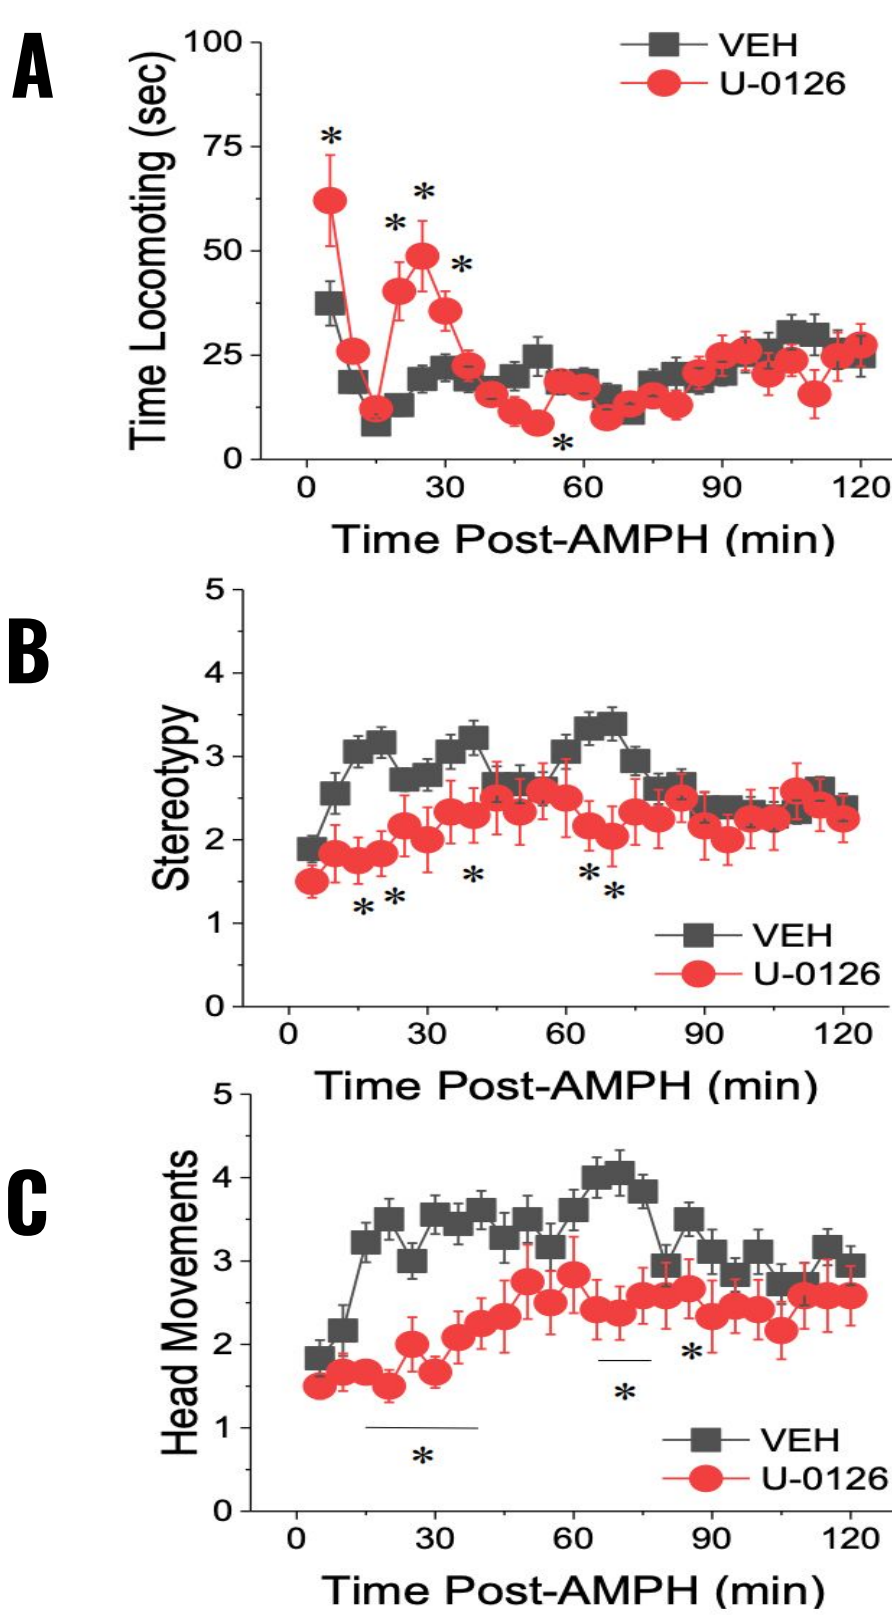 A
Time Locomoting (sec)
100
75
50
25
0
VEH
U-0126
*
*
*
*
*
0 30 60 90 120
Time Post-AMPH (min)
B
Stereotypy
5
4
3
2
1
0
*
*
*
*
*
VEH
U-0126
0 30 60 90 120
Time Post-AMPH (min)
C
Head Movements
5
4
3
2
1
0
*
*
*
VEH
U-0126
0 30 60 90 120
Time Post-AMPH (min)